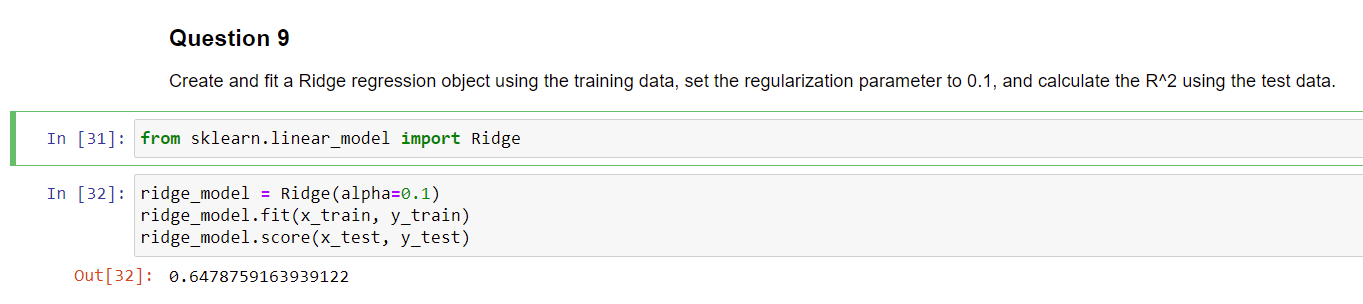 Question 9
Create and fit a Ridge regression object using the training data, set the regularization parameter to 0.1, and calculate the R^2 using the test data.
In [31]: from sklearn.linear_model import Ridge
In [32]: ridge_model = Ridge(alpha=0.1)
ridge_model.fit(x_train, y_train)
ridge_model.score(x_test, y_test)
Out[32]: 0.6478759163939122